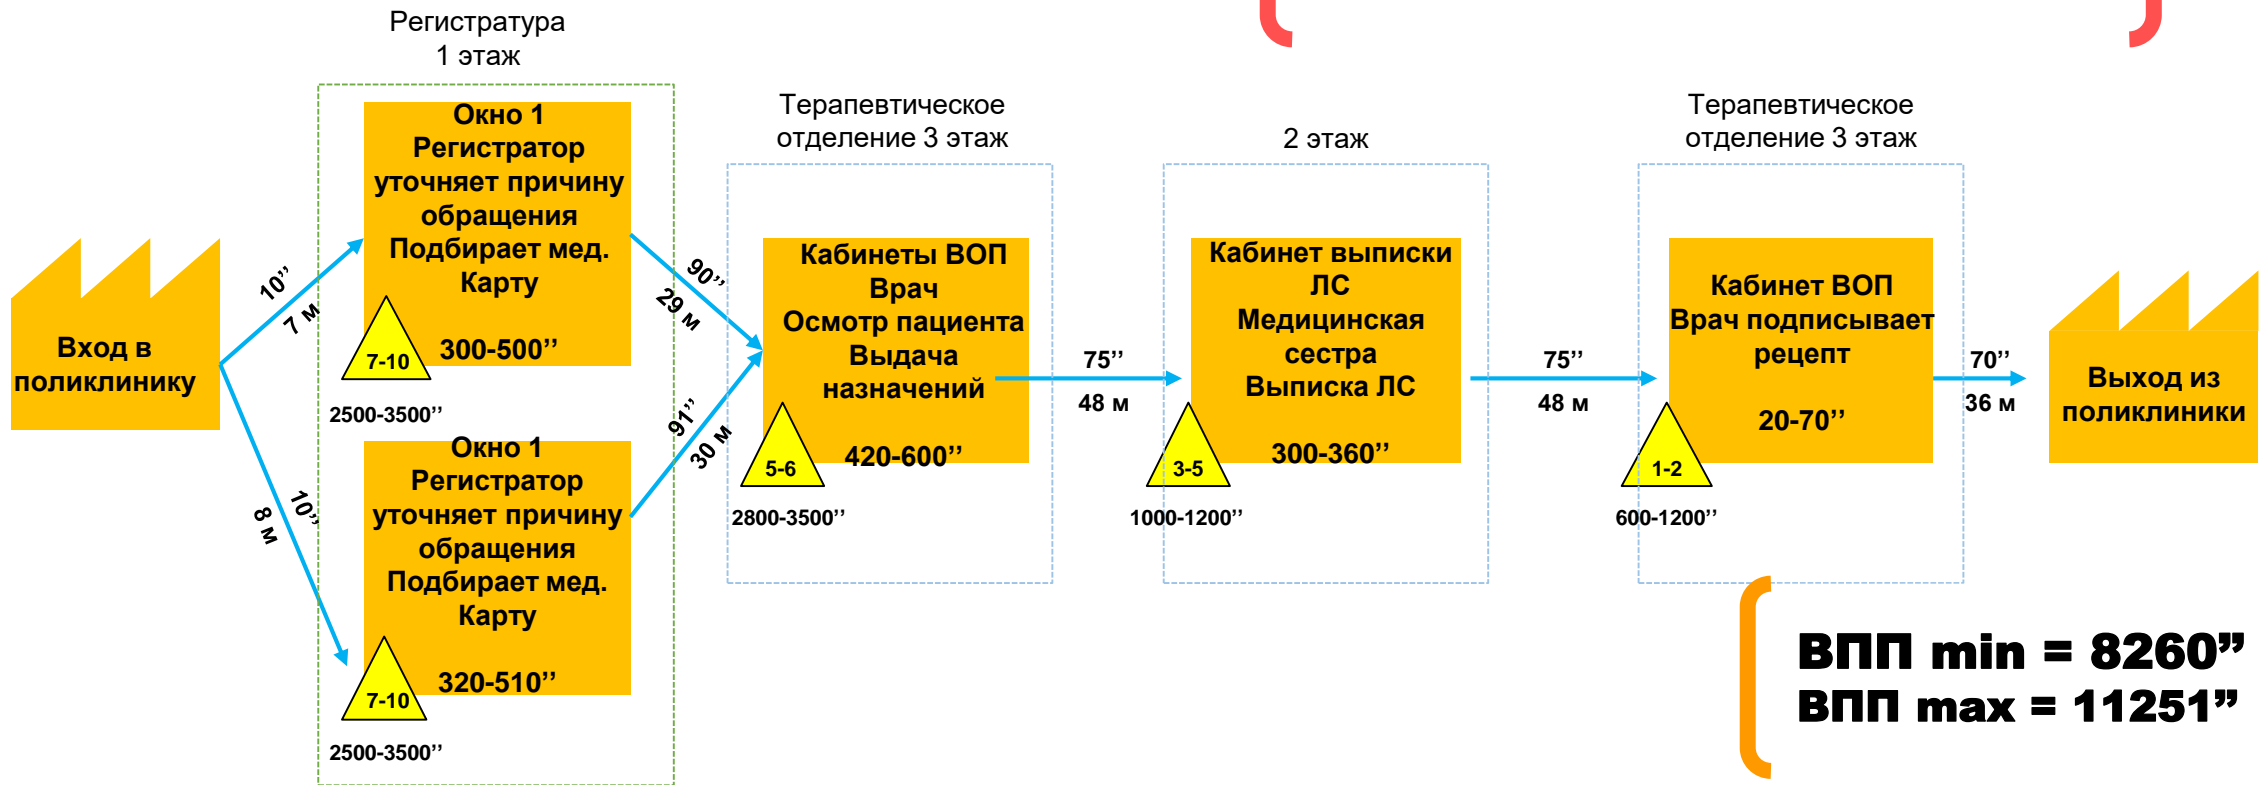 Регистратура
1 этаж
Вход в
поликлинику
10’’
7 м
10’’
8 м
Окно 1
Регистратор
уточняет причину
обращения
Подбирает мед.
Карту
300-500’’
7-10
2500-3500’’
Окно 1
Регистратор
уточняет причину
обращения
Подбирает мед.
Карту
320-510’’
7-10
2500-3500’’
90’’
29 м
91’’
30 м
Терапевтическое
отделение 3 этаж
Кабинеты ВОП
Врач
Осмотр пациента
Выдача
назначений
420-600’’
5-6
2800-3500’’
75’’
48 м
2 этаж
Кабинет выписки
ЛС
Медицинская
сестра
Выписка ЛС
300-360’’
3-5
1000-1200’’
75’’
48 м
Терапевтическое
отделение 3 этаж
Кабинет ВОП
Врач подписывает
рецепт
20-70’’
1-2
600-1200’’
70’’
36 м
Выход из
поликлиники
ВПП min = 8260”
ВПП max = 11251”